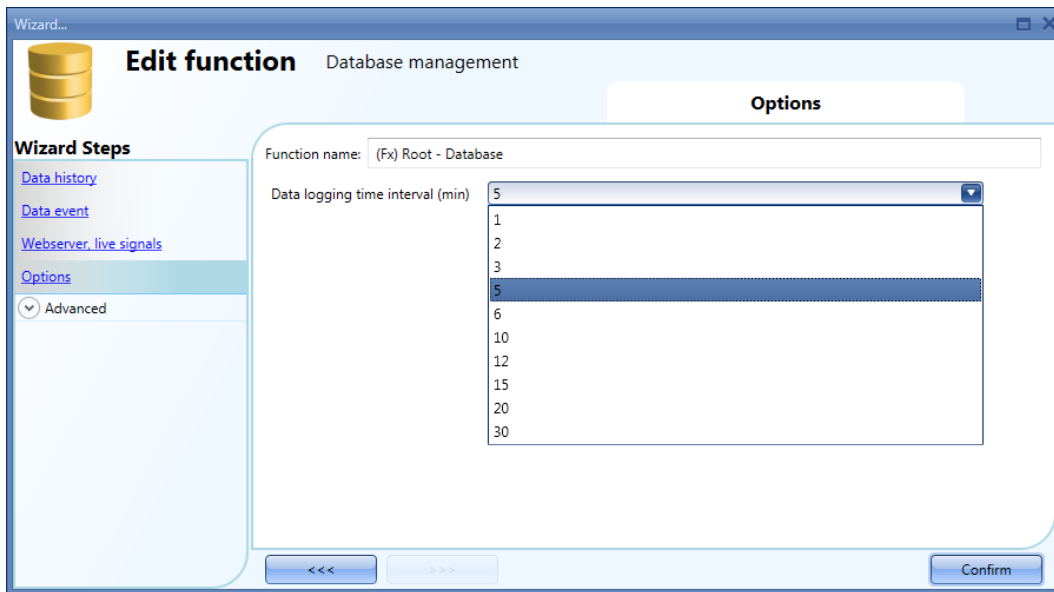 Wizard...
Edit function Database management
Options
Wizard Steps
Data history
Data event
Webserver, live signals
Options
Advanced
Function name: (Fx) Root - Database
Data logging time interval (min) 5
1
2
3
5
6
10
12
15
20
30
<<< >>> Confirm